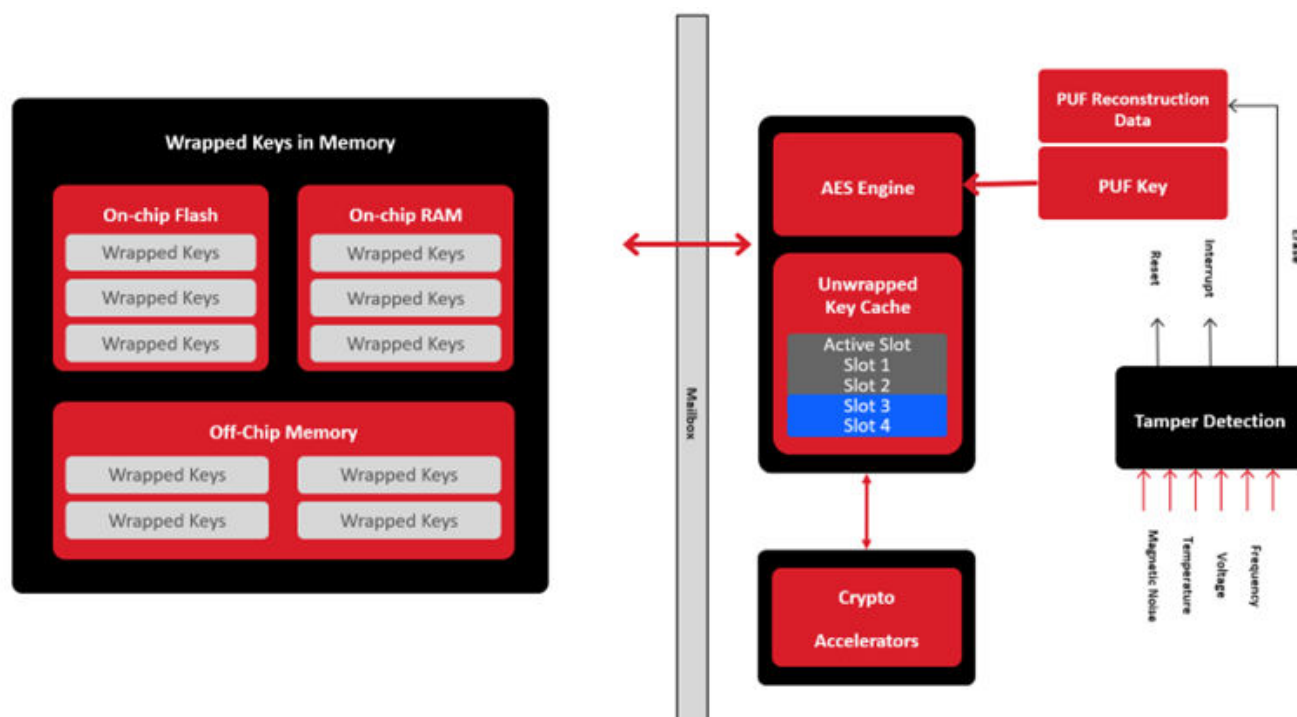 Wrapped Keys in Memory
On-chip Flash
Wrapped Keys
Wrapped Keys
Wrapped Keys
On-chip RAM
Wrapped Keys
Wrapped Keys
Wrapped Keys
Off-Chip Memory
Wrapped Keys
Wrapped Keys
Wrapped Keys
Wrapped Keys
Mailbox
AES Engine
Unwrapped
Key Cache
Active Slot
Slot 1
Slot 2
Slot 3
Slot 4
Crypto
Accelerators
PUF Reconstruction
Data
PUF Key
Reset
Interrupt
Erase
Tamper Detection
Magnetic Noise
Temperature
Voltage
Frequency